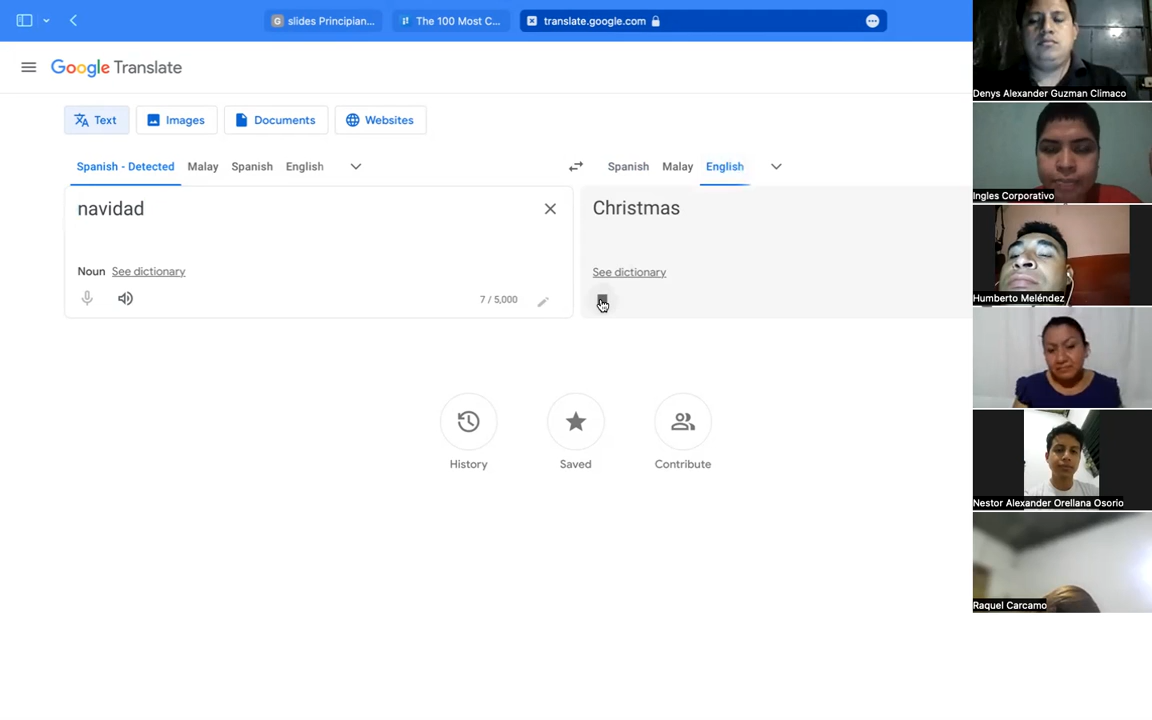 slides Principian...
The 100 Most C...
translate.google.com
Google Translate
Text
Images
Documents
Websites
Spanish - Detected
Malay
Spanish
English
Spanish
Malay
English
navidad
Christmas
Noun See dictionary
See dictionary
7 / 5,000
History
Saved
Contribute
Denys Alexander Guzman Climaco
Ingles Corporativo
Humberto Meléndez
Nestor Alexander Orellana Osorio
Raquel Carcamo